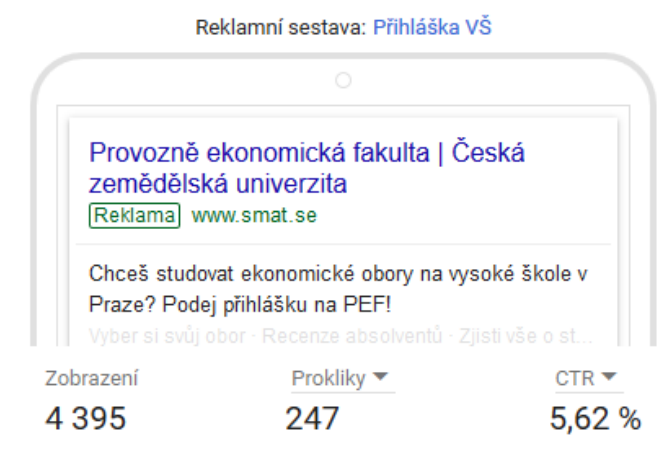 Reklamní sestava: Přihláška VŠ
Provozně ekonomická fakulta | Česká
zemědělská univerzita
Reklama www.smat.se
Chceš studovat ekonomické obory na vysoké škole v
Praze? Podej přihlášku na PEF!
Vyber si svůj obor · Recenze absolventů · Zjisti vše o st...
Zobrazení Prokliky CTR
4 395 247 5,62 %